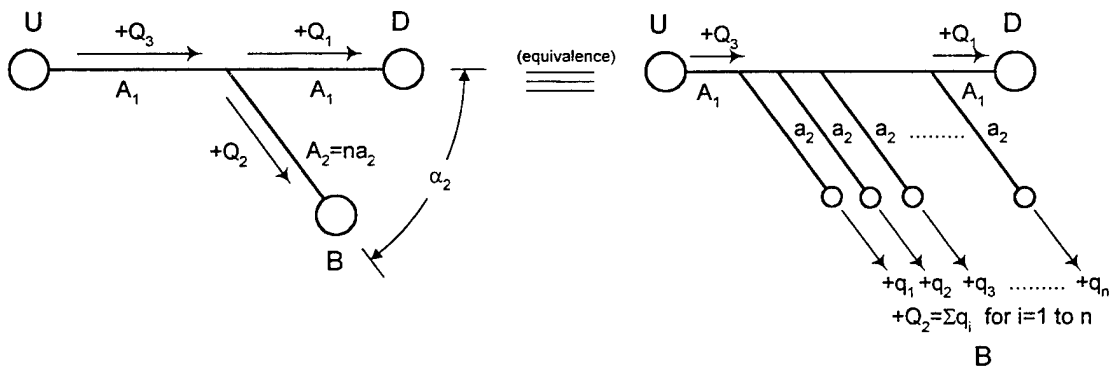 U
+Q₃
+Q₁
D
A₁
A₁
+Q₂
A₂=na₂
α₂
B
(equivalence)
U
+Q₃
+Q₁
D
A₁
A₁
a₂ a₂ a₂ ......... a₂
+q₁ +q₂ +q₃ ......... +qₙ
+Q₂=Σqᵢ for i=1 to n
B